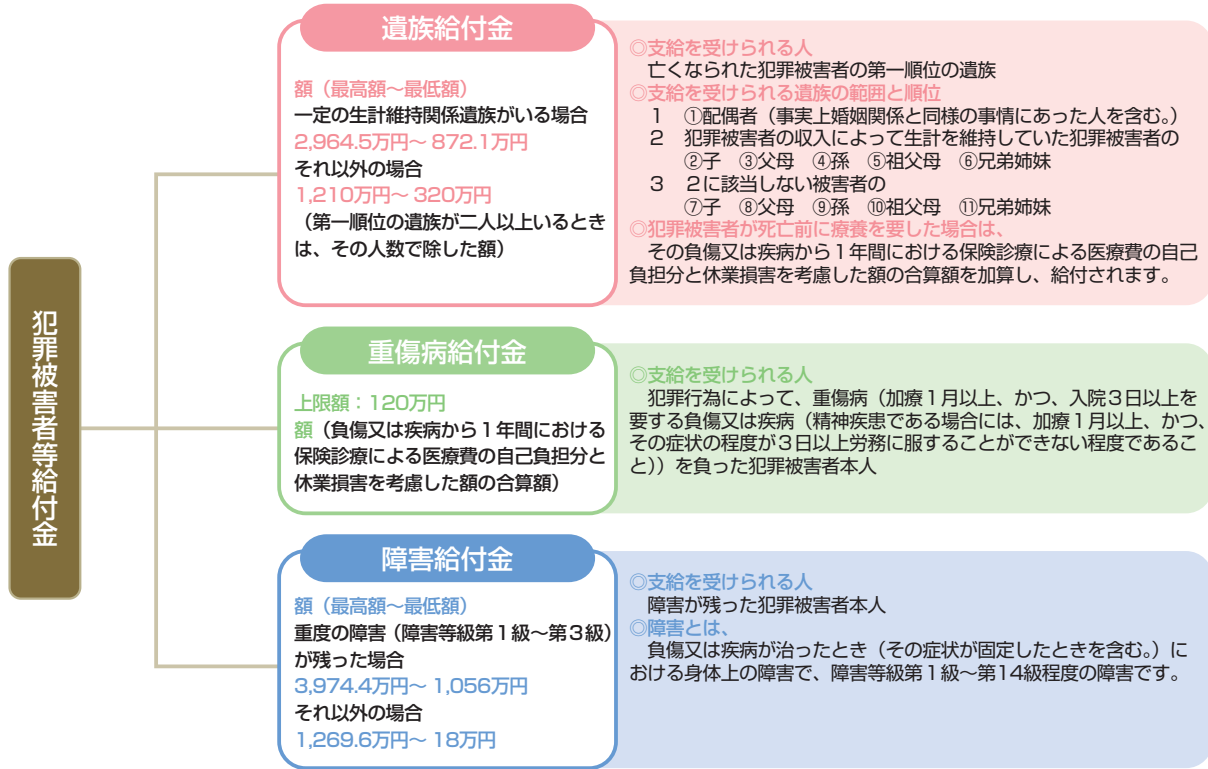 犯罪被害者等給付金
遺族給付金
額（最高額～最低額）
一定の生計維持関係遺族がいる場合
2,964.5万円～ 872.1万円
それ以外の場合
1,210万円～ 320万円
（第一順位の遺族が二人以上いるとき
は、その人数で除した額）
◎支給を受けられる人
亡くなられた犯罪被害者の第一順位の遺族
◎支給を受けられる遺族の範囲と順位
1　①配偶者（事実上婚姻関係と同様の事情にあった人を含む。）
2　犯罪被害者の収入によって生計を維持していた犯罪被害者の
②子　③父母　④孫　⑤祖父母　⑥兄弟姉妹
3　2に該当しない被害者の
⑦子　⑧父母　⑨孫　⑩祖父母　⑪兄弟姉妹
◎犯罪被害者が死亡前に療養を要した場合は、
その負傷又は疾病から1年間における保険診療による医療費の自己
負担分と休業損害を考慮した額の合算額を加算し、給付されます。
重傷病給付金
上限額：120万円
額（負傷又は疾病から1年間における
保険診療による医療費の自己負担分と
休業損害を考慮した額の合算額）
◎支給を受けられる人
犯罪行為によって、重傷病（加療1月以上、かつ、入院3日以上を
要する負傷又は疾病（精神疾患である場合には、加療1月以上、かつ、
その症状の程度が3日以上労務に服することができない程度であるこ
と））を負った犯罪被害者本人
障害給付金
額（最高額～最低額）
重度の障害（障害等級第1級～第3級）
が残った場合
3,974.4万円～ 1,056万円
それ以外の場合
1,269.6万円～ 18万円
◎支給を受けられる人
障害が残った犯罪被害者本人
◎障害とは、
負傷又は疾病が治ったとき（その症状が固定したときを含む。）に
おける身体上の障害で、障害等級第1級～第14級程度の障害です。